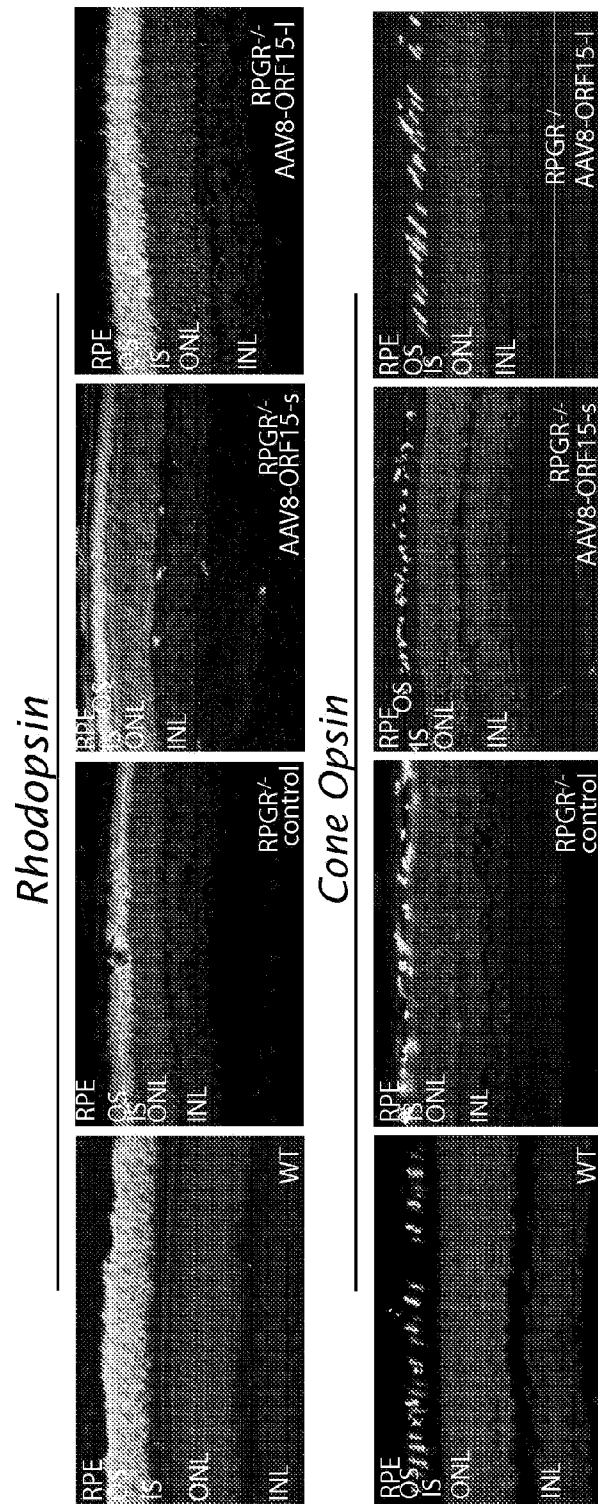 Rhodopsin
RPE
OS
IS
ONL
INL
WT
RPE
OS
IS
ONL
INL
RPGR-/-
control
RPE
OS
IS
ONL
INL
RPGR-/-
AAV8-ORF15-s
RPE
OS
IS
ONL
INL
RPGR-/-
AAV8-ORF15-l
Cone Opsin
RPE
OS
IS
ONL
INL
WT
RPE
OS
IS
ONL
INL
RPGR-/-
control
RPE
OS
IS
ONL
INL
RPGR-/-
AAV8-ORF15-s
RPE
OS
IS
ONL
INL
RPGR-/
AAV8-ORF15-l